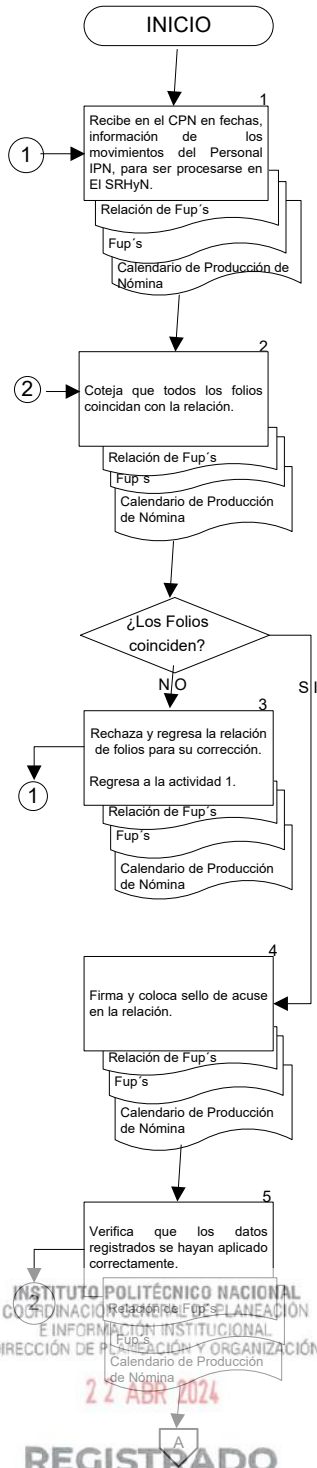 INICIO
1
Recibe en el CPN en fechas,
información de los
movimientos del Personal
IPN, para ser procesarse en
El SRHyN.
1
Relación de Fup´s
Fup´s
Calendario de Producción de
Nómina
2
2
Coteja que todos los folios
coincidan con la relación.
Relación de Fup´s
Fup´s
Calendario de Producción
de Nómina
¿Los Folios
coinciden?
NO
SI
3
Rechaza y regresa la relación
de folios para su corrección.
Regresa a la actividad 1.
1
Relación de Fup´s
Fup´s
Calendario de Producción
de Nómina
4
Firma y coloca sello de acuse
en la relación.
Relación de Fup´s
Fup´s
Calendario de Producción
de Nómina
5
Verifica que los datos
registrados se hayan aplicado
correctamente.
2
Relación de Fup´s
Fup´s
Calendario de Producción
de Nómina
A
INSTITUTO POLITÉCNICO NACIONAL
COORDINACIÓN GENERAL DE PLANEACIÓN
E INFORMACIÓN INSTITUCIONAL
DIRECCIÓN DE PLANEACIÓN Y ORGANIZACIÓN
22 ABR 2024
REGISTRADO